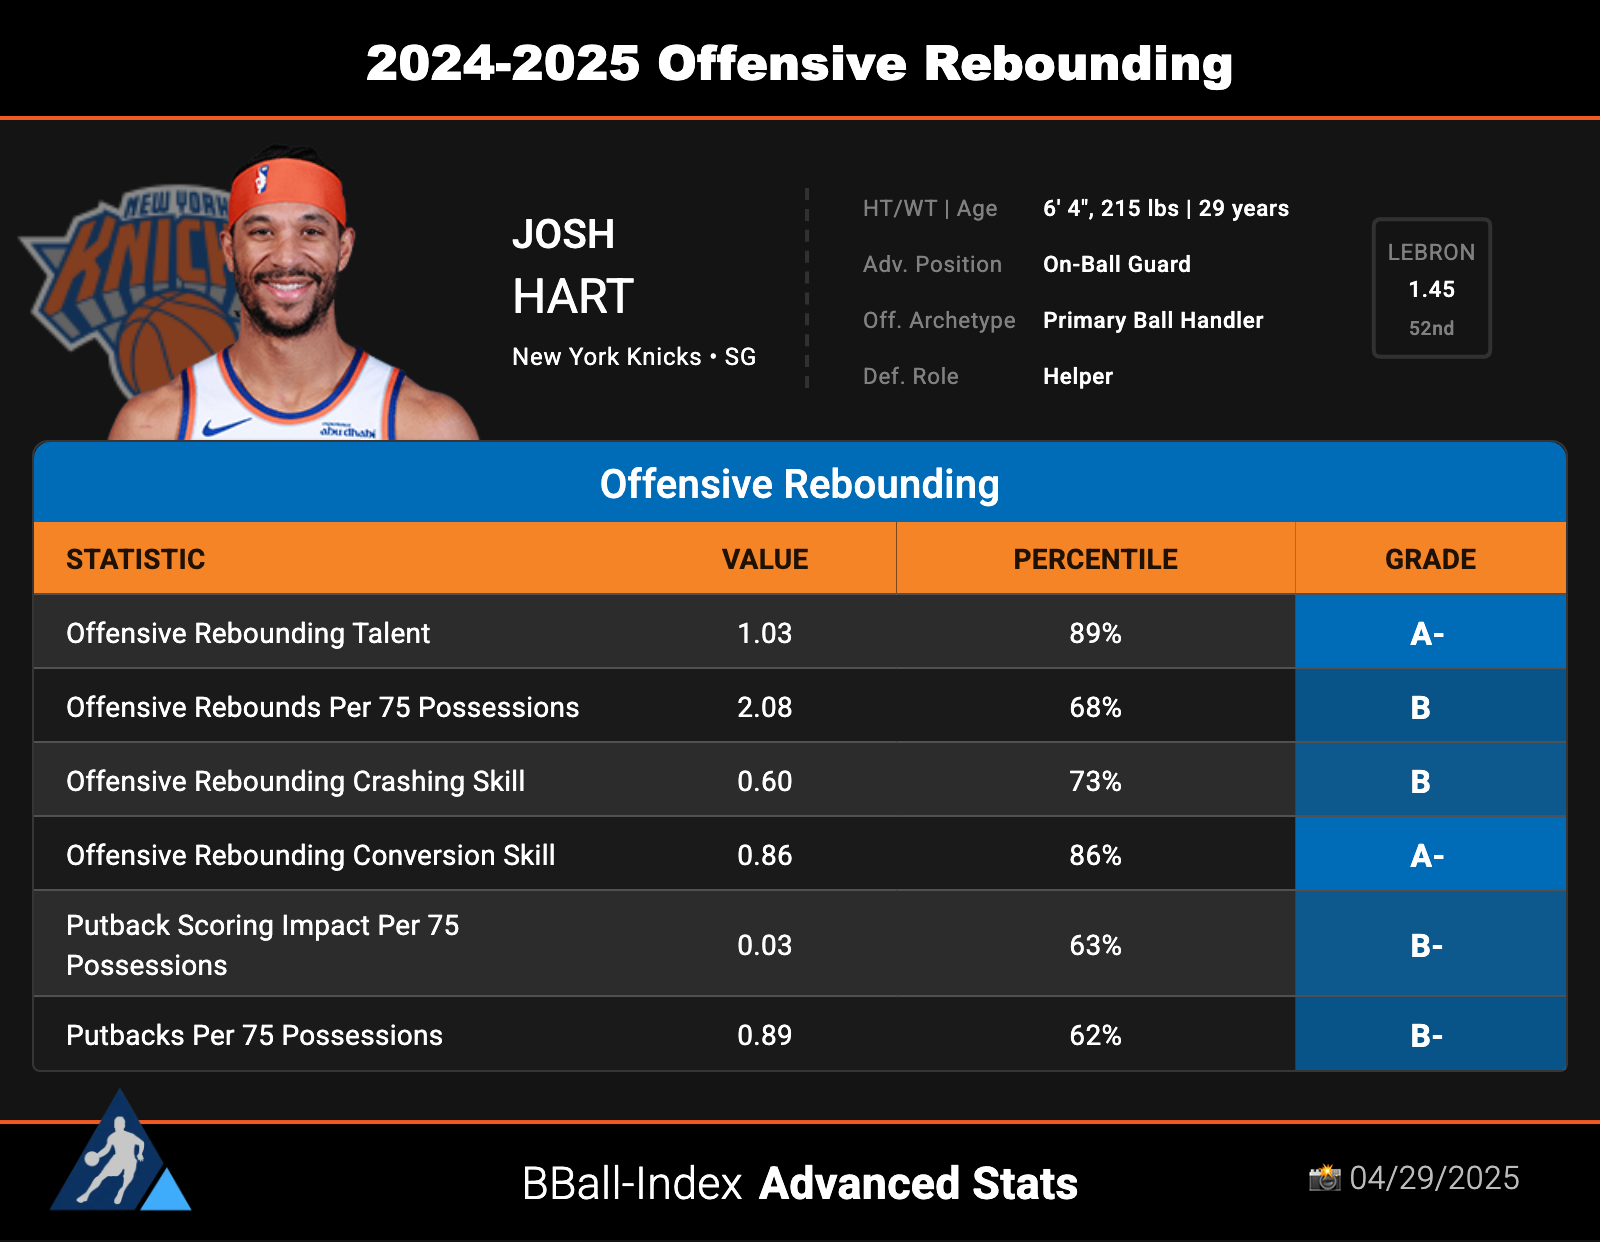 2024-2025 Offensive Rebounding
NEW YORK
KNICK
JOSH
HART
New York Knicks • SG
HT/WT | Age 6' 4", 215 lbs | 29 years
Adv. Position On-Ball Guard
Off. Archetype Primary Ball Handler
Def. Role Helper
LEBRON
1.45
52nd
experience
abu dhabi
Offensive Rebounding
STATISTIC VALUE PERCENTILE GRADE
Offensive Rebounding Talent 1.03 89% A-
Offensive Rebounds Per 75 Possessions 2.08 68% B
Offensive Rebounding Crashing Skill 0.60 73% B
Offensive Rebounding Conversion Skill 0.86 86% A-
Putback Scoring Impact Per 75
Possessions 0.03 63% B-
Putbacks Per 75 Possessions 0.89 62% B-
BBall-Index Advanced Stats
04/29/2025